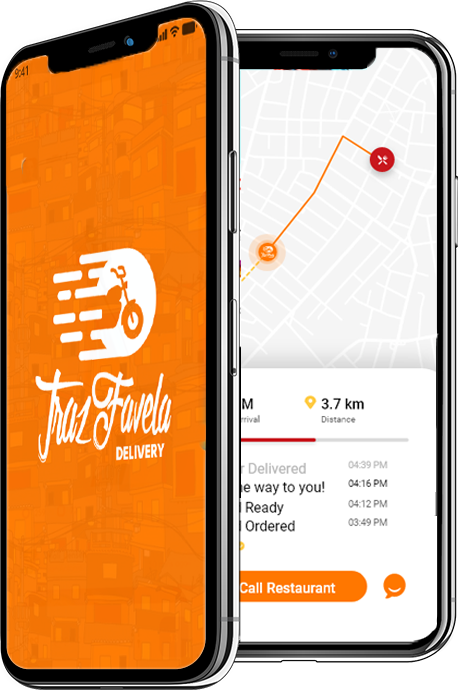 9:41
Traz Favela
DELIVERY
M
3.7 km
rrival
Distance
r Delivered
04:39 PM
ne way to you!
04:16 PM
d Ready
04:12 PM
d Ordered
03:49 PM
Call Restaurant